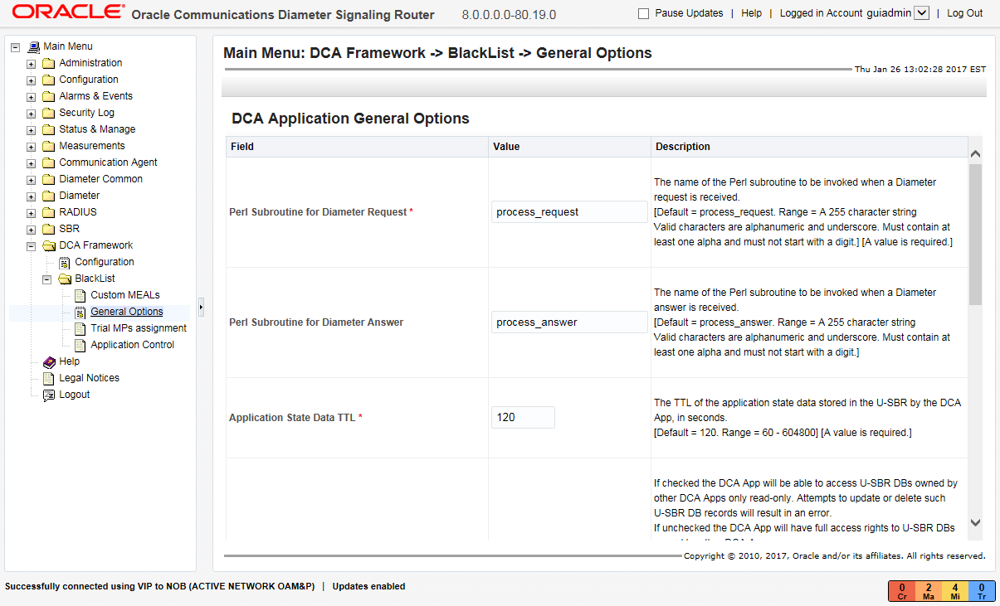 ORACLE® Oracle Communications Diameter Signaling Router 8.0.0.0.0-80.19.0 Pause Updates | Help | Logged in Account guiadmin | Log Out
Main Menu
Administration
Configuration
Alarms & Events
Security Log
Status & Manage
Measurements
Communication Agent
Diameter Common
Diameter
RADIUS
SBR
DCA Framework
Configuration
BlackList
Custom MEALs
General Options
Trial MPs assignment
Application Control
Help
Legal Notices
Logout
Main Menu: DCA Framework -> BlackList -> General Options
Thu Jan 26 13:02:28 2017 EST
DCA Application General Options
Field Value Description
Perl Subroutine for Diameter Request *
process_request
The name of the Perl subroutine to be invoked when a Diameter
request is received.
[Default = process_request. Range = A 255 character string
Valid characters are alphanumeric and underscore. Must contain at
least one alpha and must not start with a digit.] [A value is required.]
Perl Subroutine for Diameter Answer
process_answer
The name of the Perl subroutine to be invoked when a Diameter
answer is received.
[Default = process_answer. Range = A 255 character string
Valid characters are alphanumeric and underscore. Must contain at
least one alpha and must not start with a digit.]
Application State Data TTL *
120
The TTL of the application state data stored in the U-SBR by the DCA
App, in seconds.
[Default = 120. Range = 60 - 604800] [A value is required.]
If checked the DCA App will be able to access U-SBR DBs owned by
other DCA Apps only read-only. Attempts to update or delete such
U-SBR DB records will result in an error.
If unchecked the DCA App will have full access rights to U-SBR DBs
Copyright © 2010, 2017, Oracle and/or its affiliates. All rights reserved.
Successfully connected using VIP to NOB (ACTIVE NETWORK OAM&P) | Updates enabled
0 2 4 0
Cr Ma Mi Tr